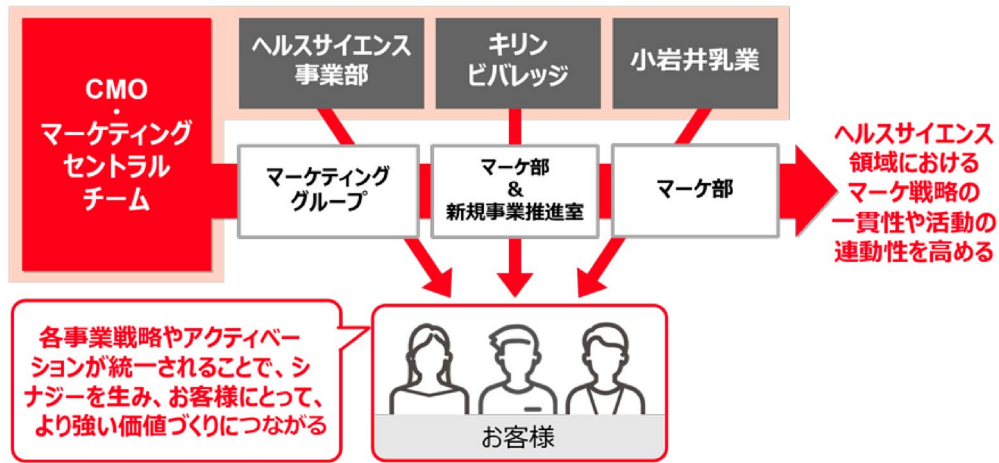 CMO
・
マーケティング
セントラル
チーム
ヘルスサイエンス
事業部
キリン
ビバレッジ
小岩井乳業
マーケティング
グループ
マーケ部
&
新規事業推進室
マーケ部
ヘルスサイエンス
領域における
マーケ戦略の
一貫性や活動の
連動性を高める
各事業戦略やアクティベー
ションが統一されることで、シ
ナジーを生み、お客様にとって、
より強い価値づくりにつながる
お客様